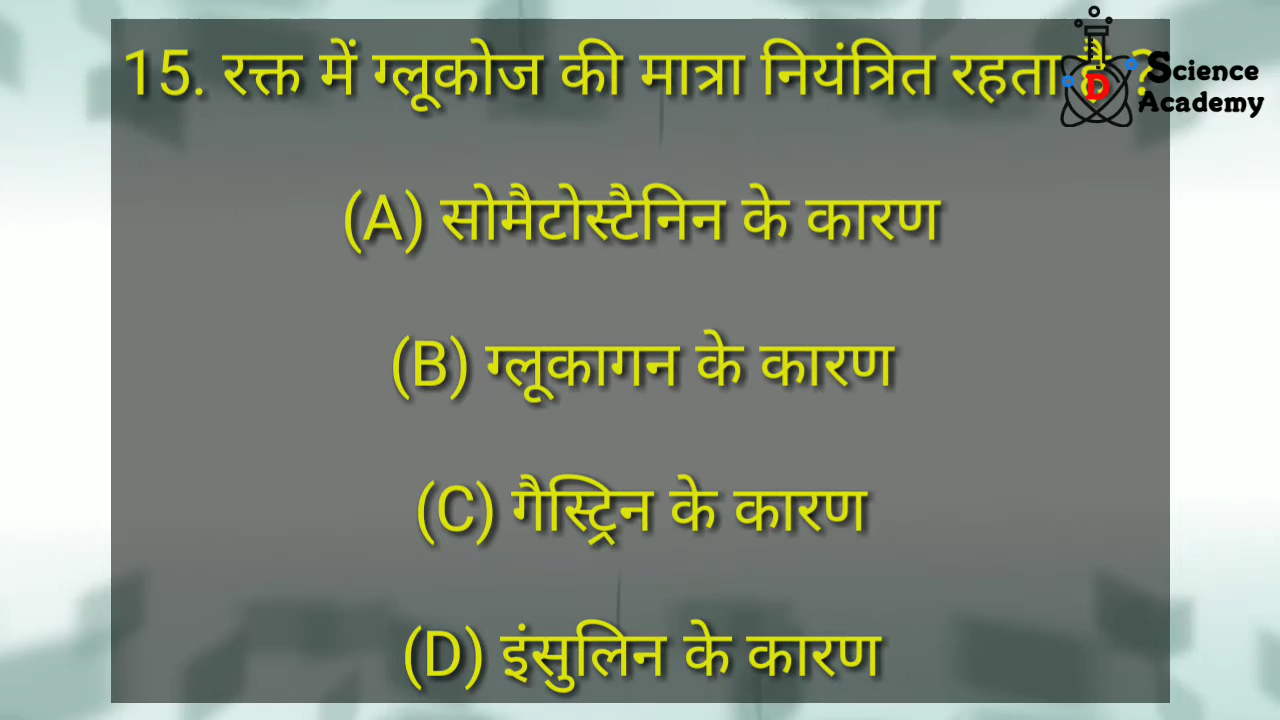 15. रक्त में ग्लूकोज की मात्रा नियंत्रित रहता है ?
Science
D
Academy
(A) सोमैटोस्टैनिन के कारण
(B) ग्लूकागन के कारण
(C) गैस्ट्रिन के कारण
(D) इंसुलिन के कारण